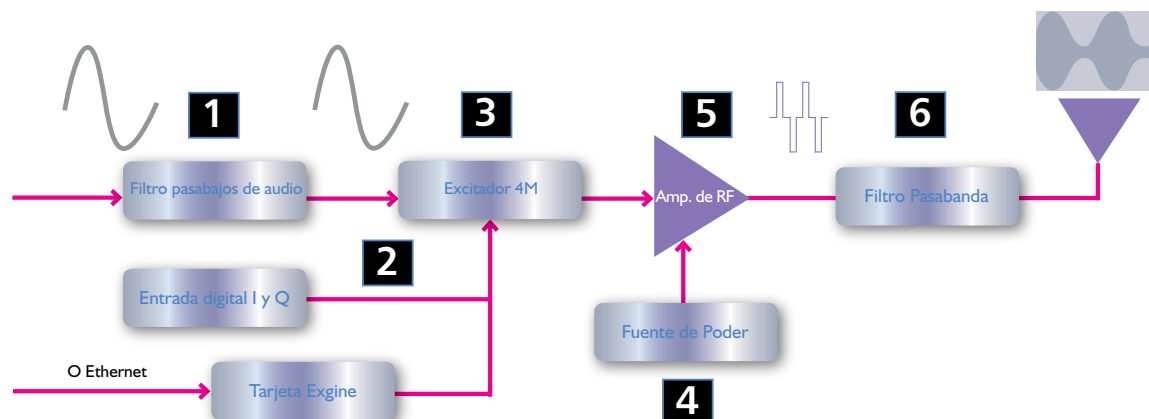 1
3
5
6
Filtro pasabajos de audio
Excitador 4M
Amp. de RF
Filtro Pasabanda
2
Entrada digital I y Q
Fuente de Poder
O Ethernet
Tarjeta Exgine
4